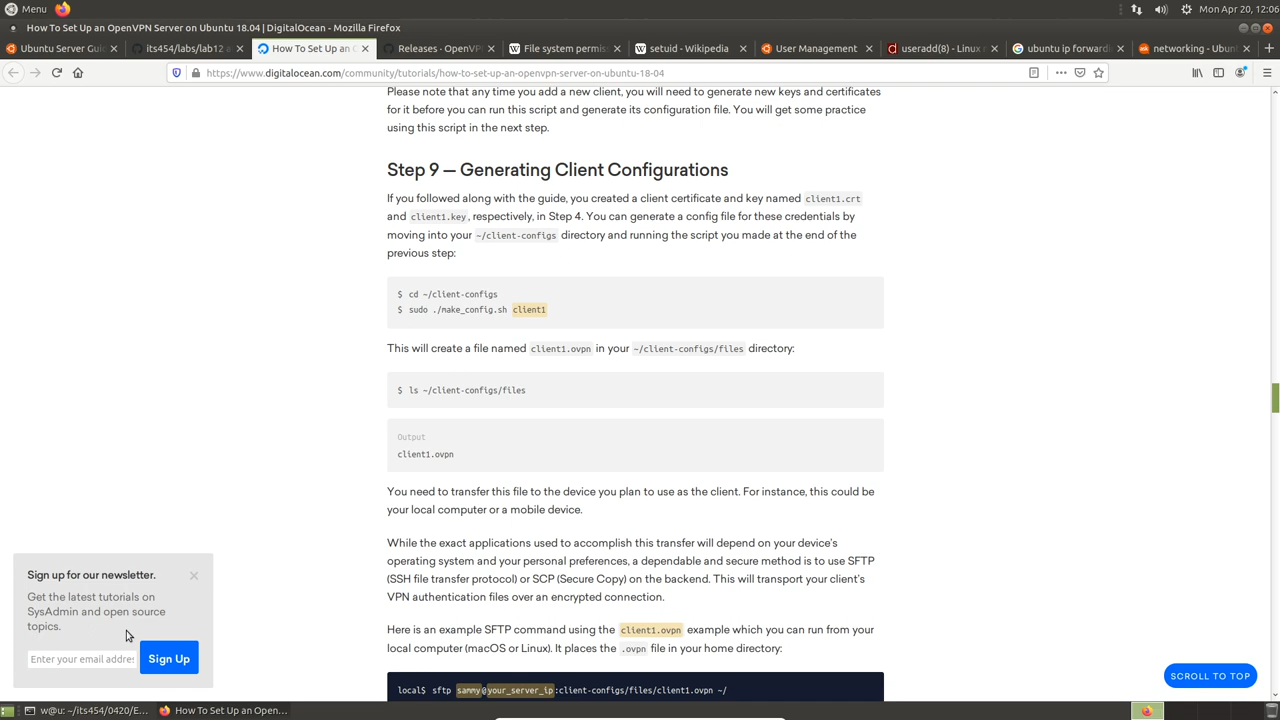 Menu
Mon Apr 20, 12:06
How To Set Up an OpenVPN Server on Ubuntu 18.04 | DigitalOcean - Mozilla Firefox
Ubuntu Server Guid
its454/labs/lab12 a
How To Set Up an O
Releases - OpenVP
File system permis
setuid - Wikipedia
User Management
useradd(8) - Linux m
ubuntu ip forwardin
networking - Ubun
https://www.digitalocean.com/community/tutorials/how-to-set-up-an-openvpn-server-on-ubuntu-18-04
Please note that any time you add a new client, you will need to generate new keys and certificates
for it before you can run this script and generate its configuration file. You will get some practice
using this script in the next step.
Step 9 — Generating Client Configurations
If you followed along with the guide, you created a client certificate and key named client1.crt
and client1.key, respectively, in Step 4. You can generate a config file for these credentials by
moving into your ~/client-configs directory and running the script you made at the end of the
previous step:
$ cd ~/client-configs
$ sudo ./make_config.sh client1
This will create a file named client1.ovpn in your ~/client-configs/files directory:
$ ls ~/client-configs/files
Output
client1.ovpn
You need to transfer this file to the device you plan to use as the client. For instance, this could be
your local computer or a mobile device.
While the exact applications used to accomplish this transfer will depend on your device's
operating system and your personal preferences, a dependable and secure method is to use SFTP
(SSH file transfer protocol) or SCP (Secure Copy) on the backend. This will transport your client's
VPN authentication files over an encrypted connection.
Here is an example SFTP command using the client1.ovpn example which you can run from your
local computer (macOS or Linux). It places the .ovpn file in your home directory:
local$ sftp sammy@your_server_ip:client-configs/files/client1.ovpn ~/
Sign up for our newsletter.
Get the latest tutorials on
SysAdmin and open source
topics.
Enter your email addres
Sign Up
SCROLL TO TOP
w@u: ~/its454/0420/E...
How To Set Up an Open...